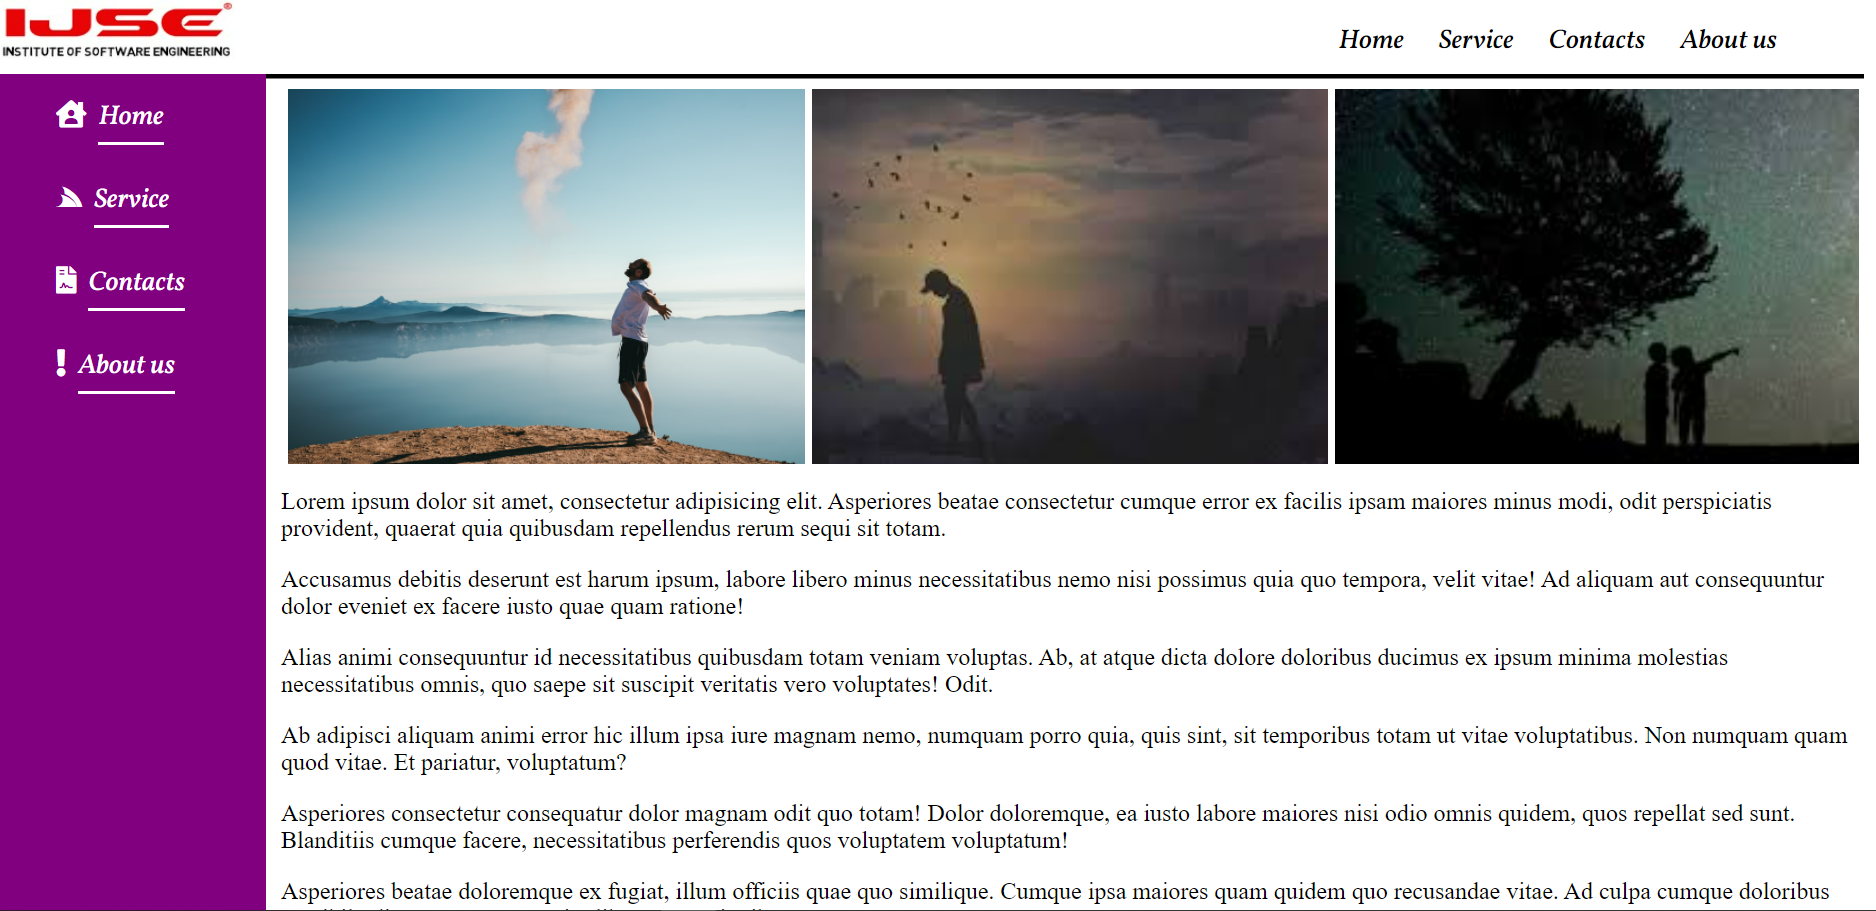 IJSE®
INSTITUTE OF SOFTWARE ENGINEERING
Home Service Contacts About us
Home
Service
Contacts
About us
Lorem ipsum dolor sit amet, consectetur adipisicing elit. Asperiores beatae consectetur cumque error ex facilis ipsam maiores minus modi, odit perspiciatis
provident, quaerat quia quibusdam repellendus rerum sequi sit totam.
Accusamus debitis deserunt est harum ipsum, labore libero minus necessitatibus nemo nisi possimus quia quo tempora, velit vitae! Ad aliquam aut consequuntur
dolor eveniet ex facere iusto quae quam ratione!
Alias animi consequuntur id necessitatibus quibusdam totam veniam voluptas. Ab, at atque dicta dolore doloribus ducimus ex ipsum minima molestias
necessitatibus omnis, quo saepe sit suscipit veritatis vero voluptates! Odit.
Ab adipisci aliquam animi error hic illum ipsa iure magnam nemo, numquam porro quia, quis sint, sit temporibus totam ut vitae voluptatibus. Non numquam quam
quod vitae. Et pariatur, voluptatum?
Asperiores consectetur consequatur dolor magnam odit quo totam! Dolor doloremque, ea iusto labore maiores nisi odio omnis quidem, quos repellat sed sunt.
Blanditiis cumque facere, necessitatibus perferendis quos voluptatem voluptatum!
Asperiores beatae doloremque ex fugiat, illum officiis quae quo similique. Cumque ipsa maiores quam quidem quo recusandae vitae. Ad culpa cumque doloribus